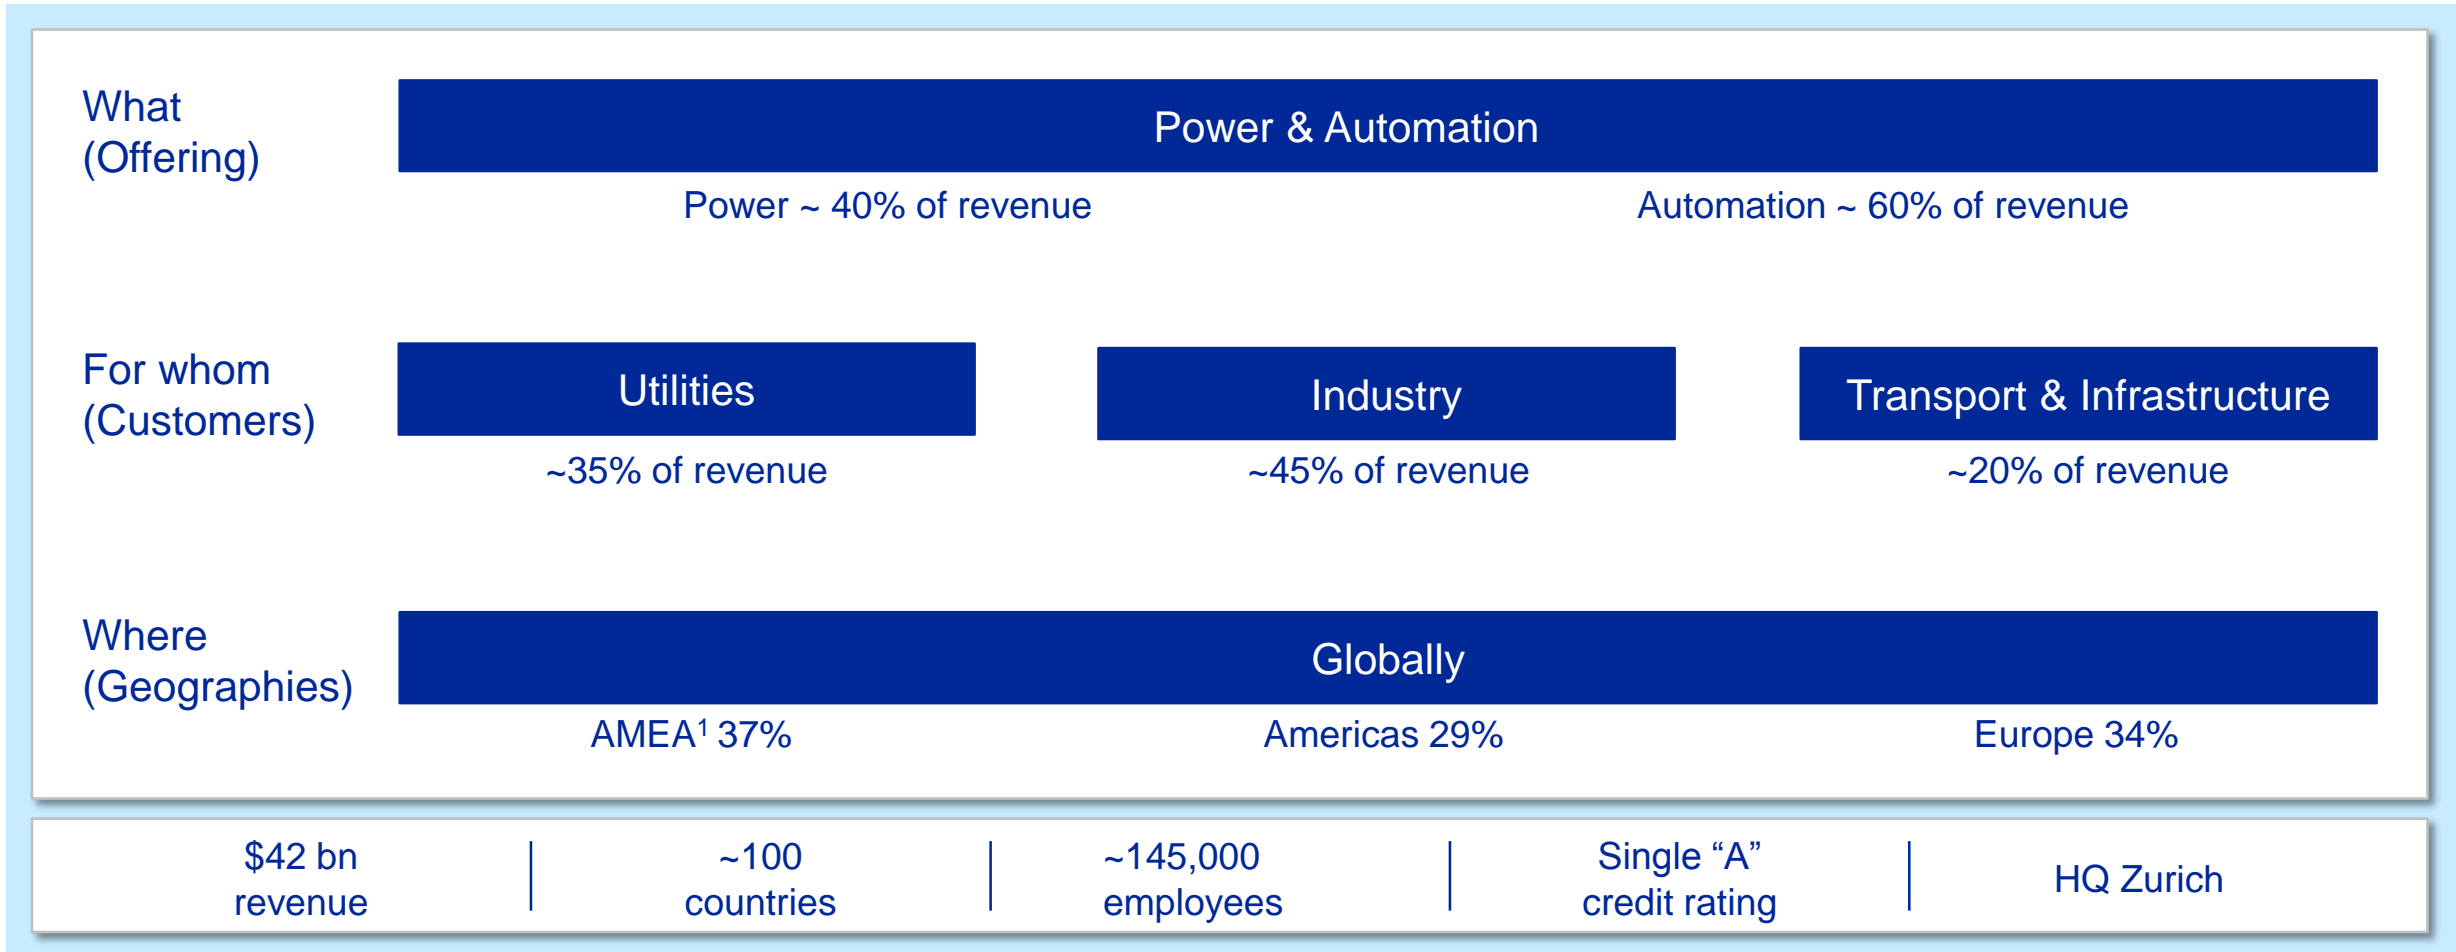 What
(Offering)
Power & Automation
Power ~ 40% of revenue
Automation ~ 60% of revenue
For whom
(Customers)
Utilities
Industry
Transport & Infrastructure
~35% of revenue
~45% of revenue
~20% of revenue
Where
(Geographies)
Globally
AMEA¹ 37%
Americas 29%
Europe 34%
$42 bn
revenue
~100
countries
~145,000
employees
Single “A”
credit rating
HQ Zurich